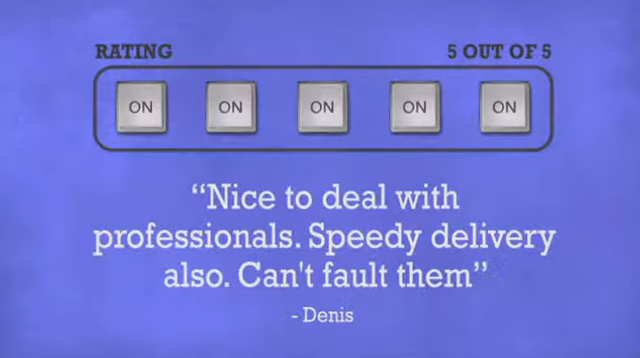 RATING 5 OUT OF 5
ON ON ON ON ON
“Nice to deal with
professionals. Speedy delivery
also. Can't fault them”
- Denis